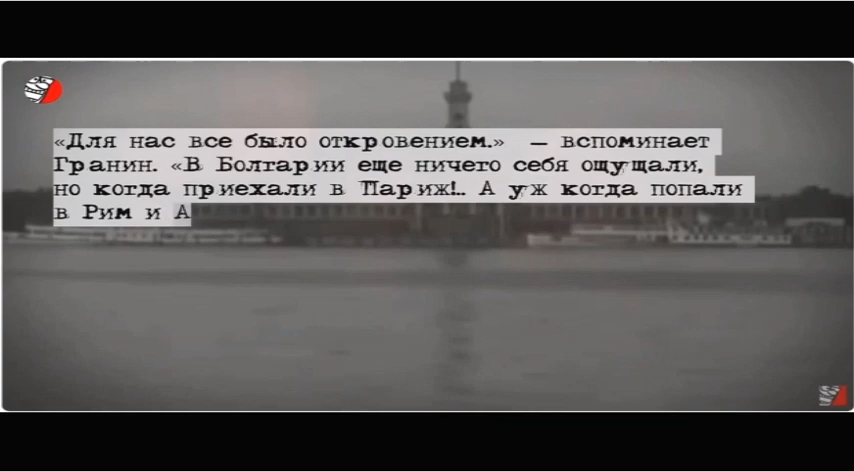 «Для нас все было откровением.» — вспоминает
Гранин. «В Болгарии еще ничего себя ощущали,
но когда приехали в Париж!.. А уж когда попали
в Рим и А